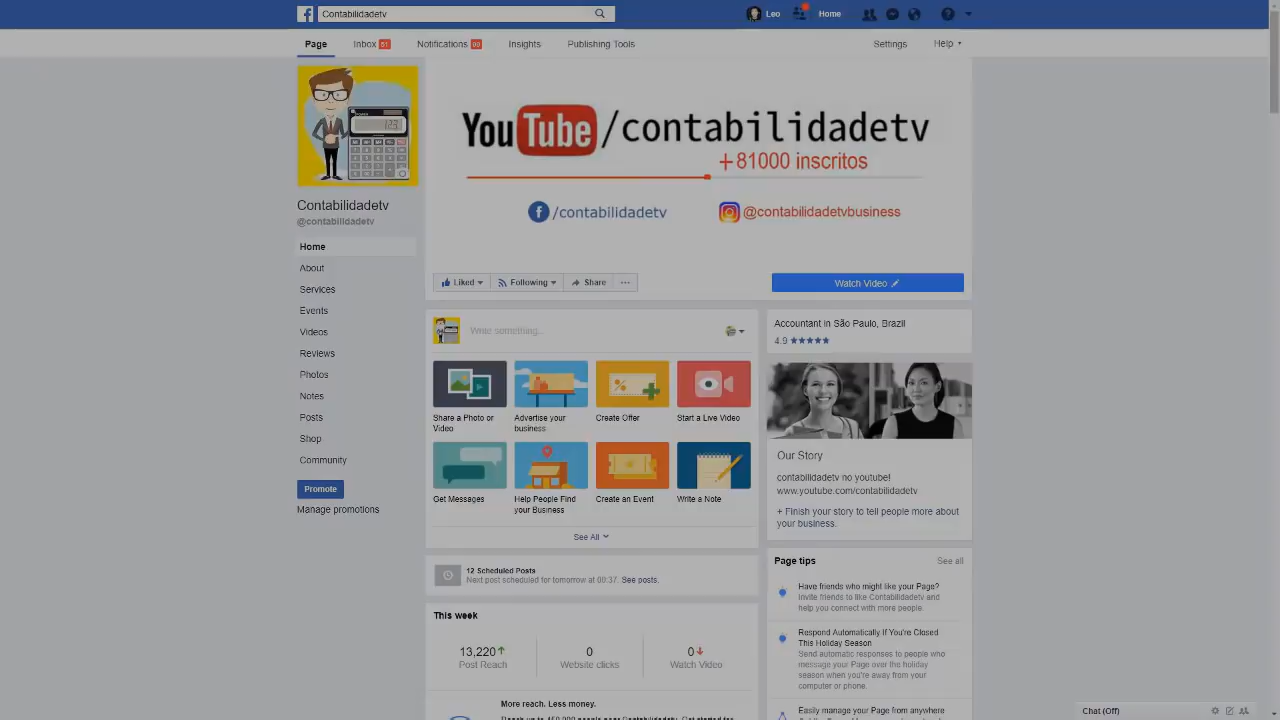 Contabilidadetv
Leo
Home
Page
Inbox 61
Notifications
Insights
Publishing Tools
Settings
Help
YouTube/contabilidadetv
+81000 inscritos
/contabilidadetv
@contabilidadetvbusiness
Contabilidadetv
@contabilidadetv
Home
About
Services
Events
Videos
Reviews
Photos
Notes
Posts
Shop
Community
Promote
Manage promotions
Liked
Following
Share
Watch Video
Write something...
Share a Photo or
Video
Advertise your
business
Create Offer
Start a Live Video
Get Messages
Help People Find
your Business
Create an Event
Write a Note
See All
12 Scheduled Posts
Next post scheduled for tomorrow at 00:37. See posts.
This week
13,220
Post Reach
0
Website clicks
0
Watch Video
More reach. Less money.
Accountant in São Paulo, Brazil
4.9
Our Story
contabilidadetv no youtube!
www.youtube.com/contabilidadetv
+ Finish your story to tell people more about
your business.
Page tips
See all
Have friends who might like your Page?
Invite friends to like Contabilidadetv and
help you connect with more people.
Respond Automatically If You're Closed
This Holiday Season
Send automatic responses to people who
message your Page over the holiday
season when you're away from your
computer or phone.
Easily manage your Page from anywhere
Chat (Off)